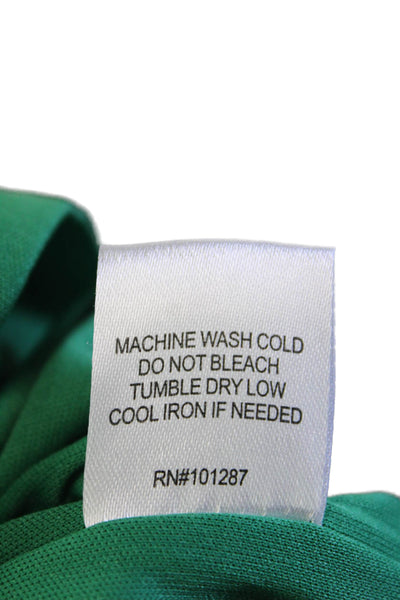 MACHINE WASH COLD
DO NOT BLEACH
TUMBLE DRY LOW
COOL IRON IF NEEDED
RN#101287